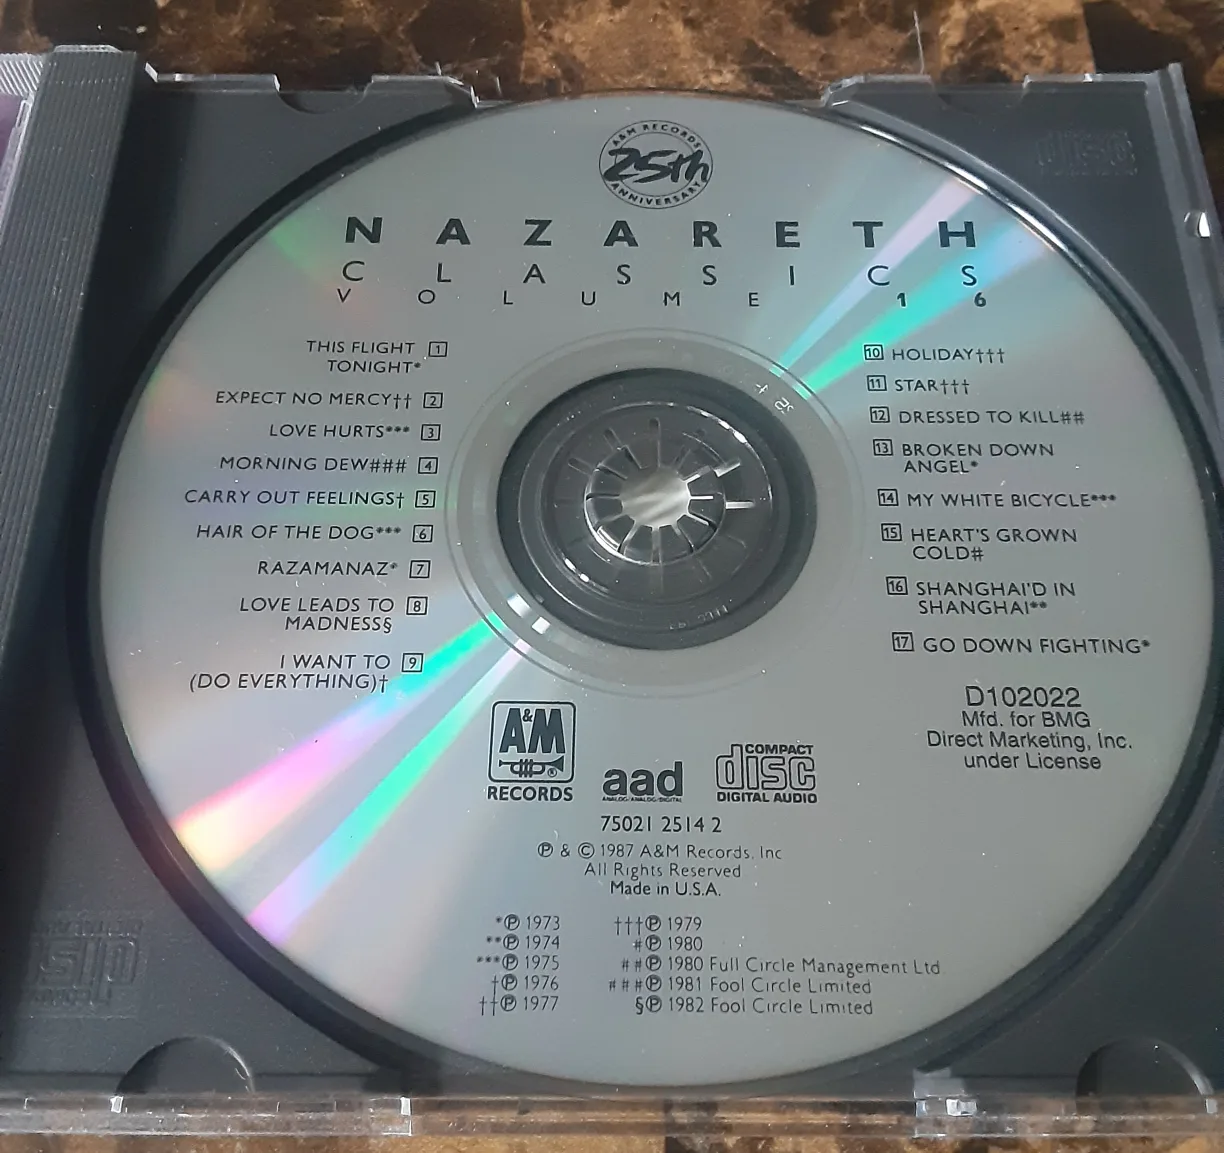 A&M RECORDS
25th
ANNIVERSARY
NAZARETH
CLASSICS
VOLUME 16
THIS FLIGHT 1
TONIGHT*
EXPECT NO MERCY†† 2
LOVE HURTS*** 3
MORNING DEW### 4
CARRY OUT FEELINGS† 5
HAIR OF THE DOG*** 6
RAZAMANAZ* 7
LOVE LEADS TO 8
MADNESS§
I WANT TO 9
(DO EVERYTHING)†
10 HOLIDAY†††
11 STAR†††
12 DRESSED TO KILL##
13 BROKEN DOWN
ANGEL*
14 MY WHITE BICYCLE***
15 HEART'S GROWN
COLD#
16 SHANGHAI'D IN
SHANGHAI**
17 GO DOWN FIGHTING*
D102022
Mfd. for BMG
Direct Marketing, Inc.
under License
A&M
®
RECORDS
aad
ANALOG/ANALOG/DIGITAL
COMPACT
disc
DIGITAL AUDIO
75021 2514 2
℗ & © 1987 A&M Records, Inc
All Rights Reserved
Made in U.S.A.
*℗ 1973
**℗ 1974
***℗ 1975
†℗ 1976
††℗ 1977
†††℗ 1979
#℗ 1980
##℗ 1980 Full Circle Management Ltd
###℗ 1981 Fool Circle Limited
§℗ 1982 Fool Circle Limited
disc
disc